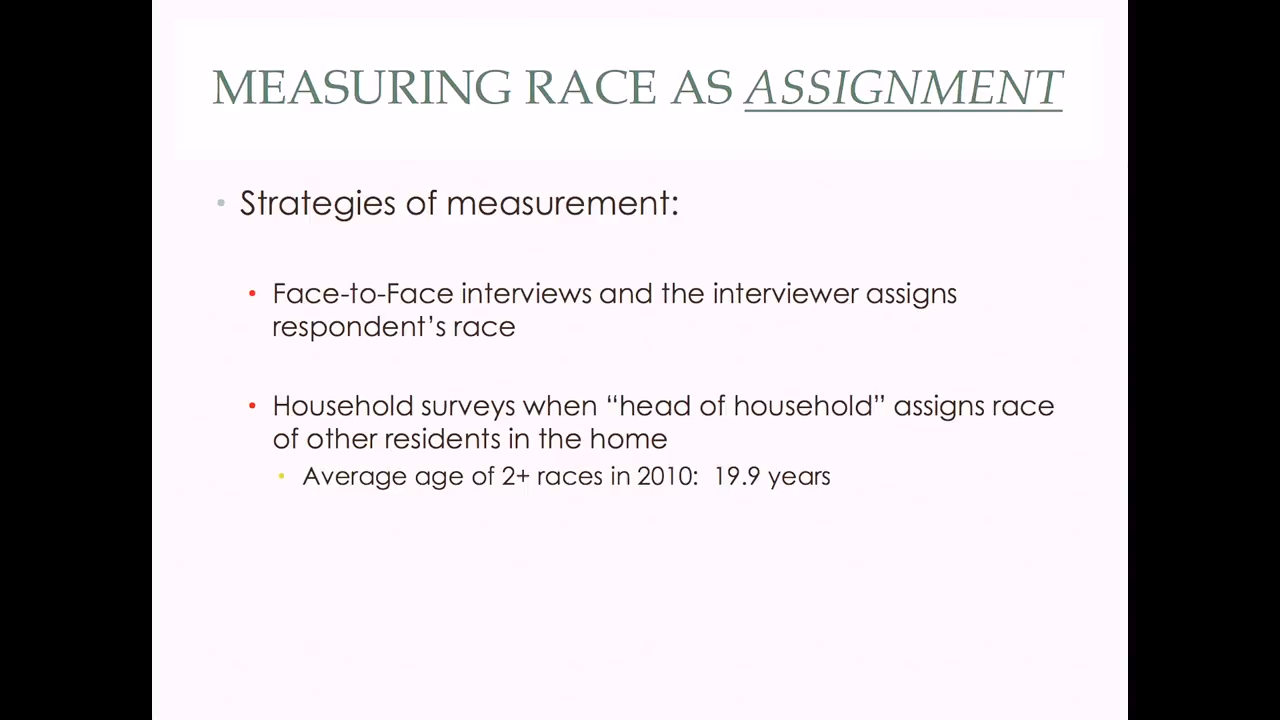 MEASURING RACE AS ASSIGNMENT
• Strategies of measurement:
• Face-to-Face interviews and the interviewer assigns
respondent’s race
• Household surveys when “head of household” assigns race
of other residents in the home
• Average age of 2+ races in 2010:  19.9 years